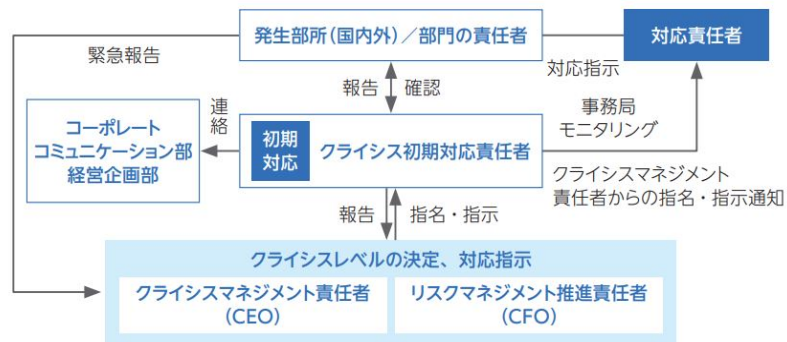 発生部所（国内外）／部門の責任者
対応責任者
緊急報告
対応指示
報告
確認
連絡
事務局
モニタリング
コーポレート
コミュニケーション部
経営企画部
初期
対応
クライシス初期対応責任者
クライシスマネジメント
責任者からの指名・指示通知
報告
指名・指示
クライシスレベルの決定、対応指示
クライシスマネジメント責任者
（CEO）
リスクマネジメント推進責任者
（CFO）